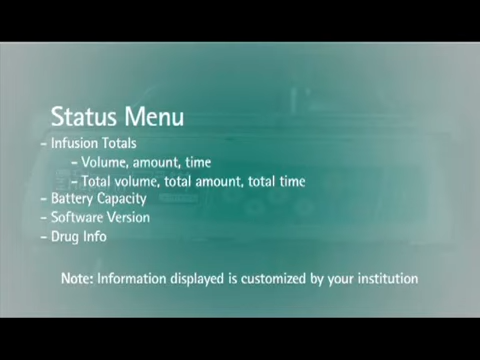 Status Menu
- Infusion Totals
- Volume, amount, time
- Total volume, total amount, total time
- Battery Capacity
- Software Version
- Drug Info
Note: Information displayed is customized by your institution